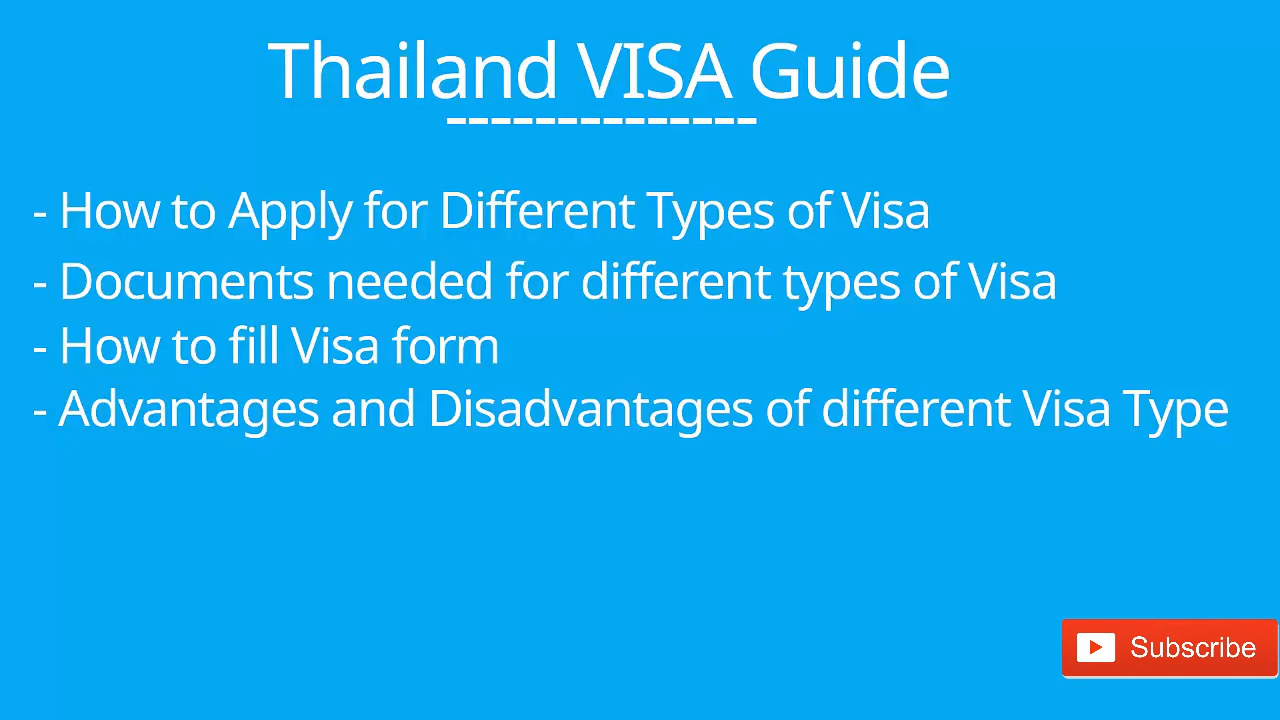 Thailand VISA Guide
--------------
- How to Apply for Different Types of Visa
- Documents needed for different types of Visa
- How to fill Visa form
- Advantages and Disadvantages of different Visa Type
Subscribe